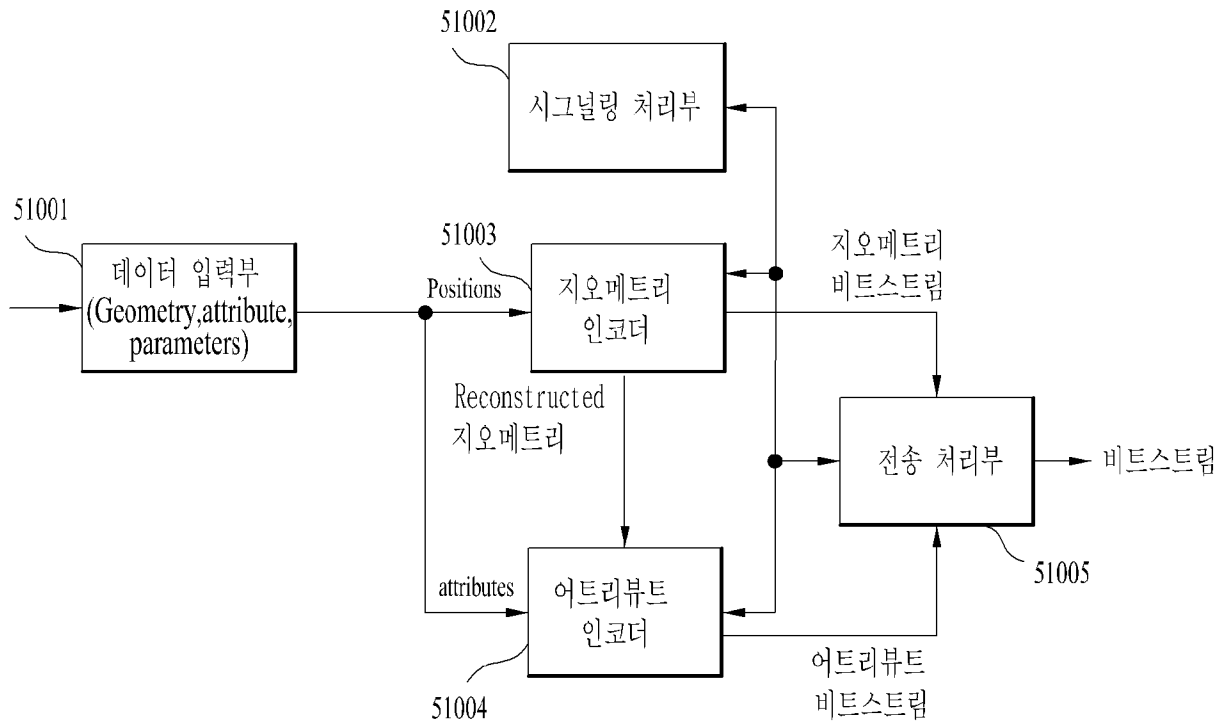 51002
시그널링 처리부
51001
데이터 입력부
(Geometry,attribute,
parameters)
Positions
51003
지오메트리
인코더
지오메트리
비트스트림
Reconstructed
지오메트리
전송 처리부
비트스트림
51005
attributes
어트리뷰트
인코더
51004
어트리뷰트
비트스트림